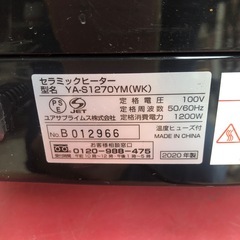 セラミックヒーター
型名 YA-S1270YM(WK)
PSE
JET
定格電圧 100V
定格周波数 50/60Hz
定格消費電力 1200W
ユアサプライムス株式会社
No. B012966
温度ヒューズ付
MADE IN CHINA
お客様相談窓口
0120-988-475
2020年製